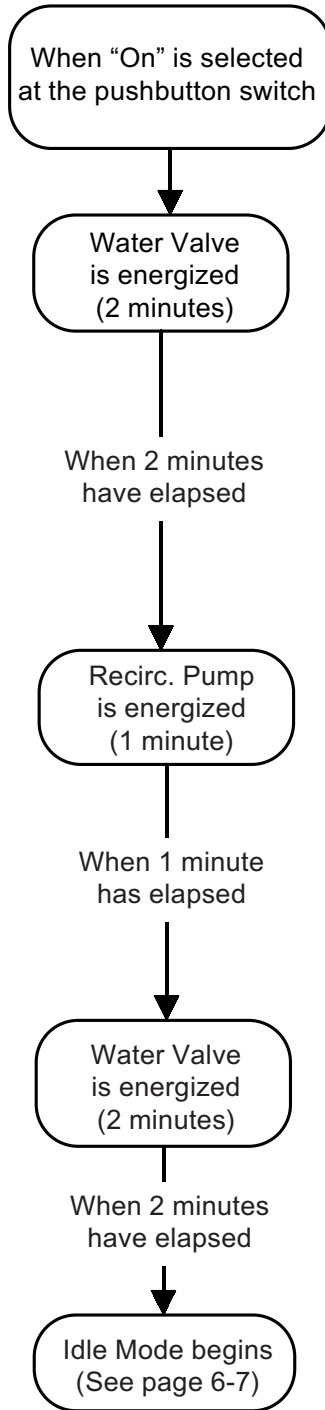 When “On” is selected
at the pushbutton switch
Water Valve
is energized
(2 minutes)
When 2 minutes
have elapsed
Recirc. Pump
is energized
(1 minute)
When 1 minute
has elapsed
Water Valve
is energized
(2 minutes)
When 2 minutes
have elapsed
Idle Mode begins
(See page 6-7)